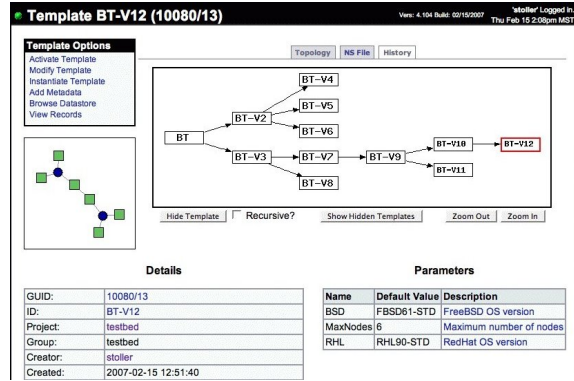 Template BT-V12 (10080/13)
Vers: 4.104 Build: 02/15/2007
'stoller' Logged in.
Thu Feb 15 2:08pm MST
Template Options
Activate Template
Modify Template
Instantiate Template
Add Metadata
Browse Datastore
View Records
Topology NS File History
BT-V4
BT-V2
BT-V5
BT-V6
BT
BT-V3
BT-V7
BT-V9
BT-V10
BT-V12
BT-V11
BT-V8
Hide Template Recursive? Show Hidden Templates Zoom Out Zoom In
Details
GUID: 10080/13
ID: BT-V12
Project: testbed
Group: testbed
Creator: stoller
Created: 2007-02-15 12:51:40
Parameters
Name Default Value Description
BSD FBSD61-STD FreeBSD OS version
MaxNodes 6 Maximum number of nodes
RHL RHL90-STD RedHat OS version